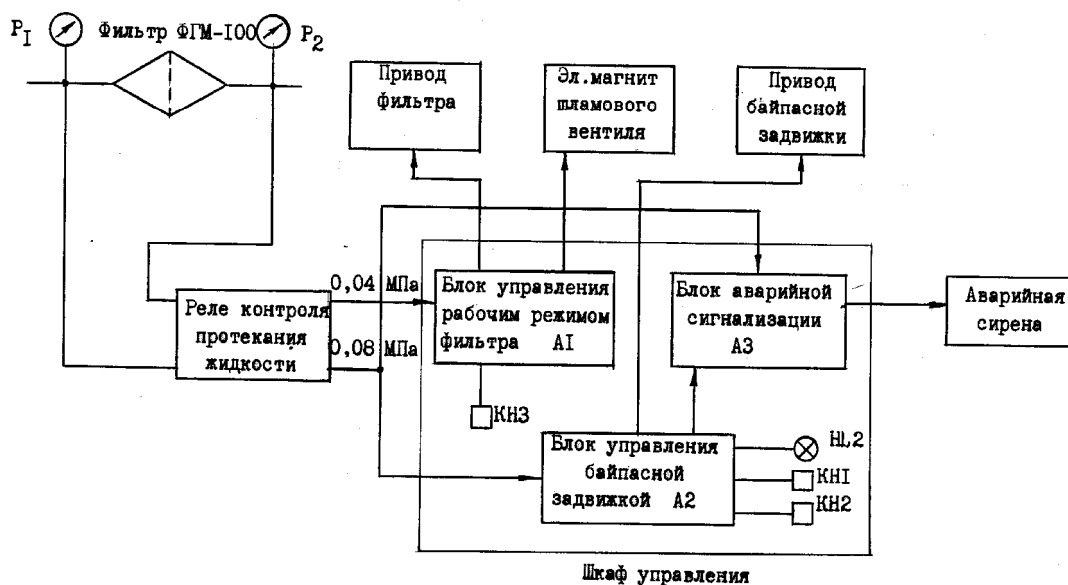 P1 Фильтр ФГМ-100 P2
Привод
фильтра
Эл.магнит
шламового
вентиля
Привод
байпасной
задвижки
0,04 МПа
Реле контроля
протекания
жидкости
0,08 МПа
Блок управления
рабочим режимом
фильтра А1
Блок аварийной
сигнализации
А3
Аварийная
сирена
КН3
Блок управления
байпасной
задвижкой А2
HL2
КН1
КН2
Шкаф управления